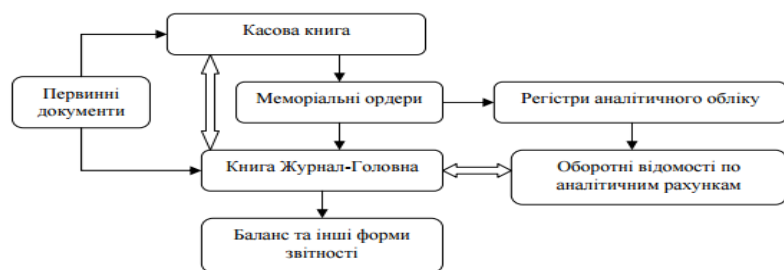 Касова книга
Первинні
документи
Меморіальні ордери
Регістри аналітичного обліку
Книга Журнал-Головна
Оборотні відомості по
аналітичним рахункам
Баланс та інші форми
звітності